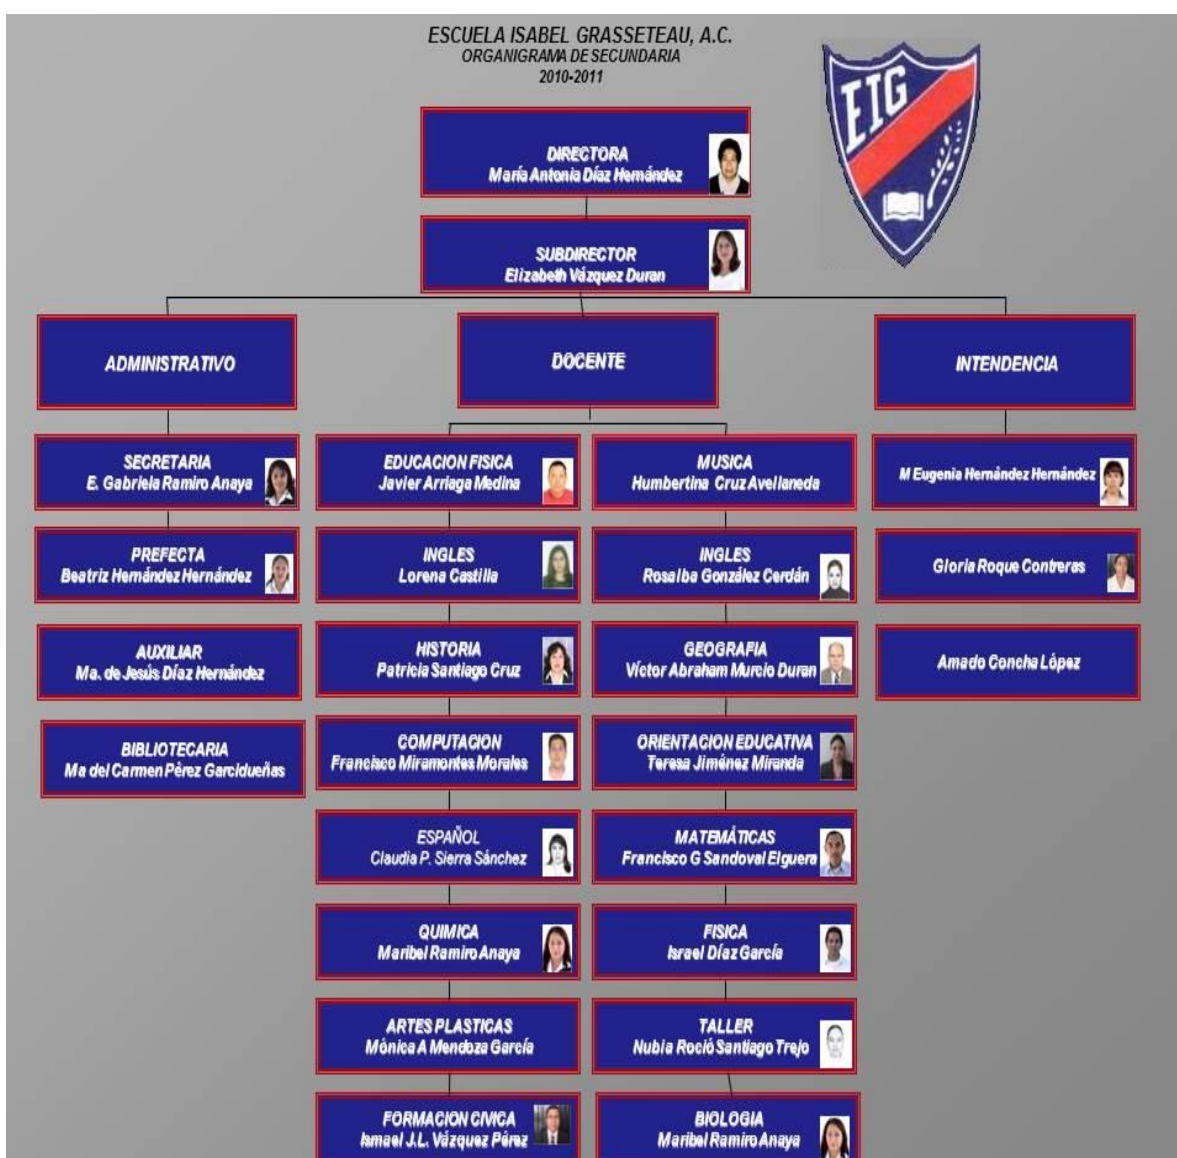 ESCUELA ISABEL GRASSETEAU, A.C.
ORGANIGRAMA DE SECUNDARIA
2010-2011
EIG
DIRECTORA
María Antonia Díaz Hernández
SUBDIRECTOR
Elizabeth Vázquez Duran
ADMINISTRATIVO
DOCENTE
INTENDENCIA
SECRETARIA
E. Gabriela Ramiro Anaya
PREFECTA
Beatriz Hernández Hernández
AUXILIAR
Ma. de Jesús Díaz Hernández
BIBLIOTECARIA
Ma del Carmen Pérez Garcidueñas
EDUCACION FISICA
Javier Arriaga Medina
INGLES
Lorena Castilla
HISTORIA
Patricia Santiago Cruz
COMPUTACION
Francisco Miramontes Morales
ESPAÑOL
Claudia P. Sierra Sánchez
QUIMICA
Maribel Ramiro Anaya
ARTES PLASTICAS
Mónica A Mendoza García
FORMACION CIVICA
Ismael J.L. Vázquez Pérez
MUSICA
Humbertina Cruz Avellaneda
INGLES
Rosalba González Cerdán
GEOGRAFIA
Víctor Abraham Murcio Duran
ORIENTACION EDUCATIVA
Teresa Jiménez Miranda
MATEMÁTICAS
Francisco G Sandoval Elguera
FISICA
Israel Díaz García
TALLER
Nubia Roció Santiago Trejo
BIOLOGIA
Maribel Ramiro Anaya
M Eugenia Hernández Hernández
Gloria Roque Contreras
Amado Concha López